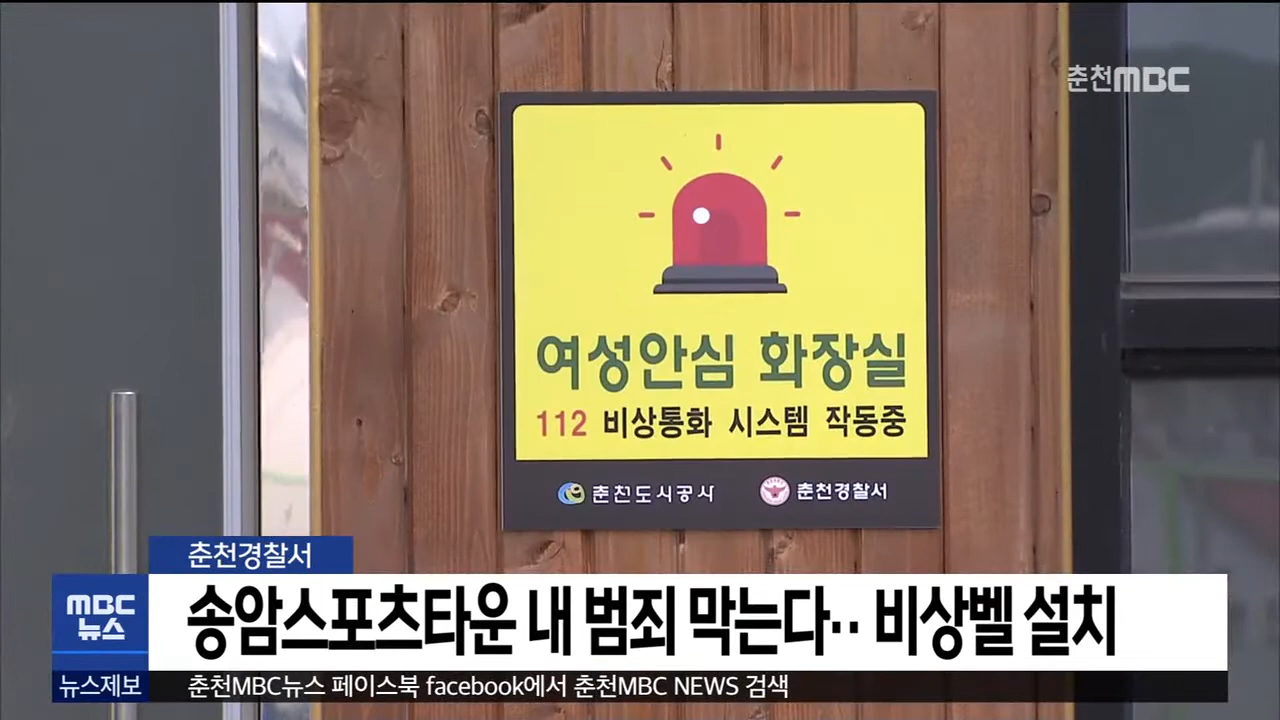 춘천MBC
여성안심 화장실
112 비상통화 시스템 작동중
춘천도시공사 춘천경찰서
춘천경찰서
MBC
뉴스
송암스포츠타운 내 범죄 막는다·· 비상벨 설치
뉴스제보 춘천MBC뉴스 페이스북 facebook에서 춘천MBC NEWS 검색